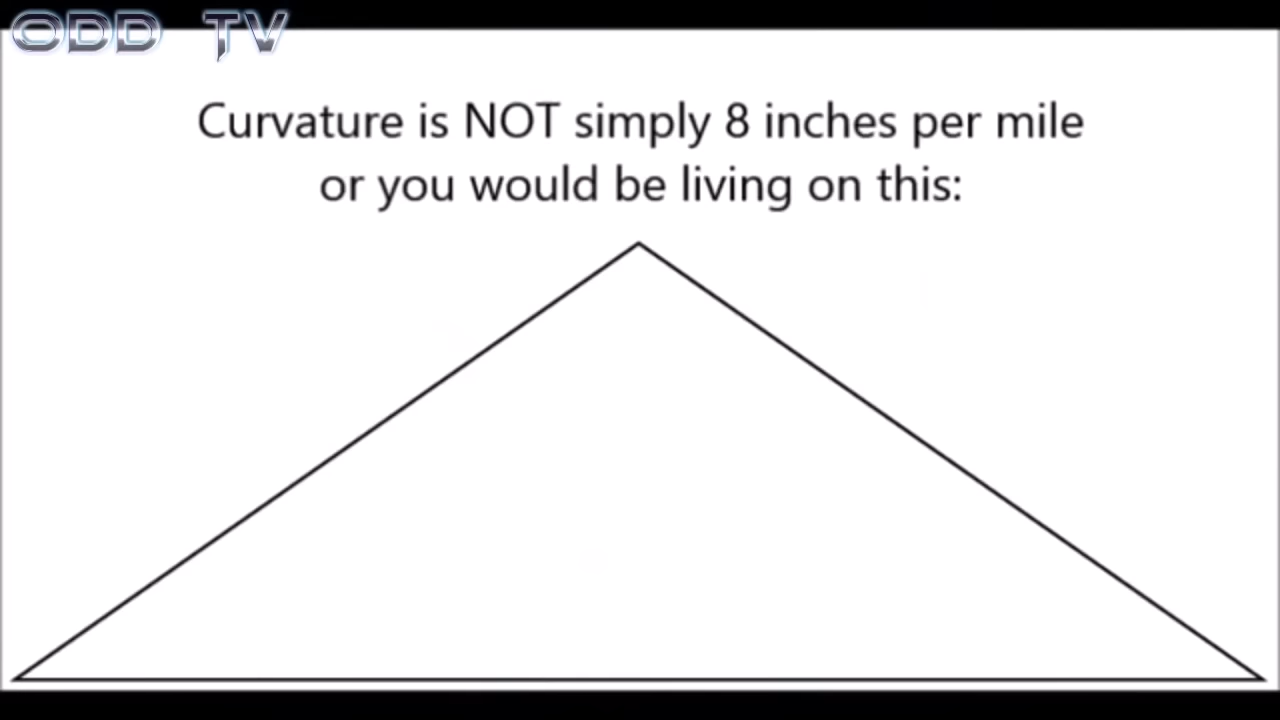 ODD TV
Curvature is NOT simply 8 inches per mile
or you would be living on this: